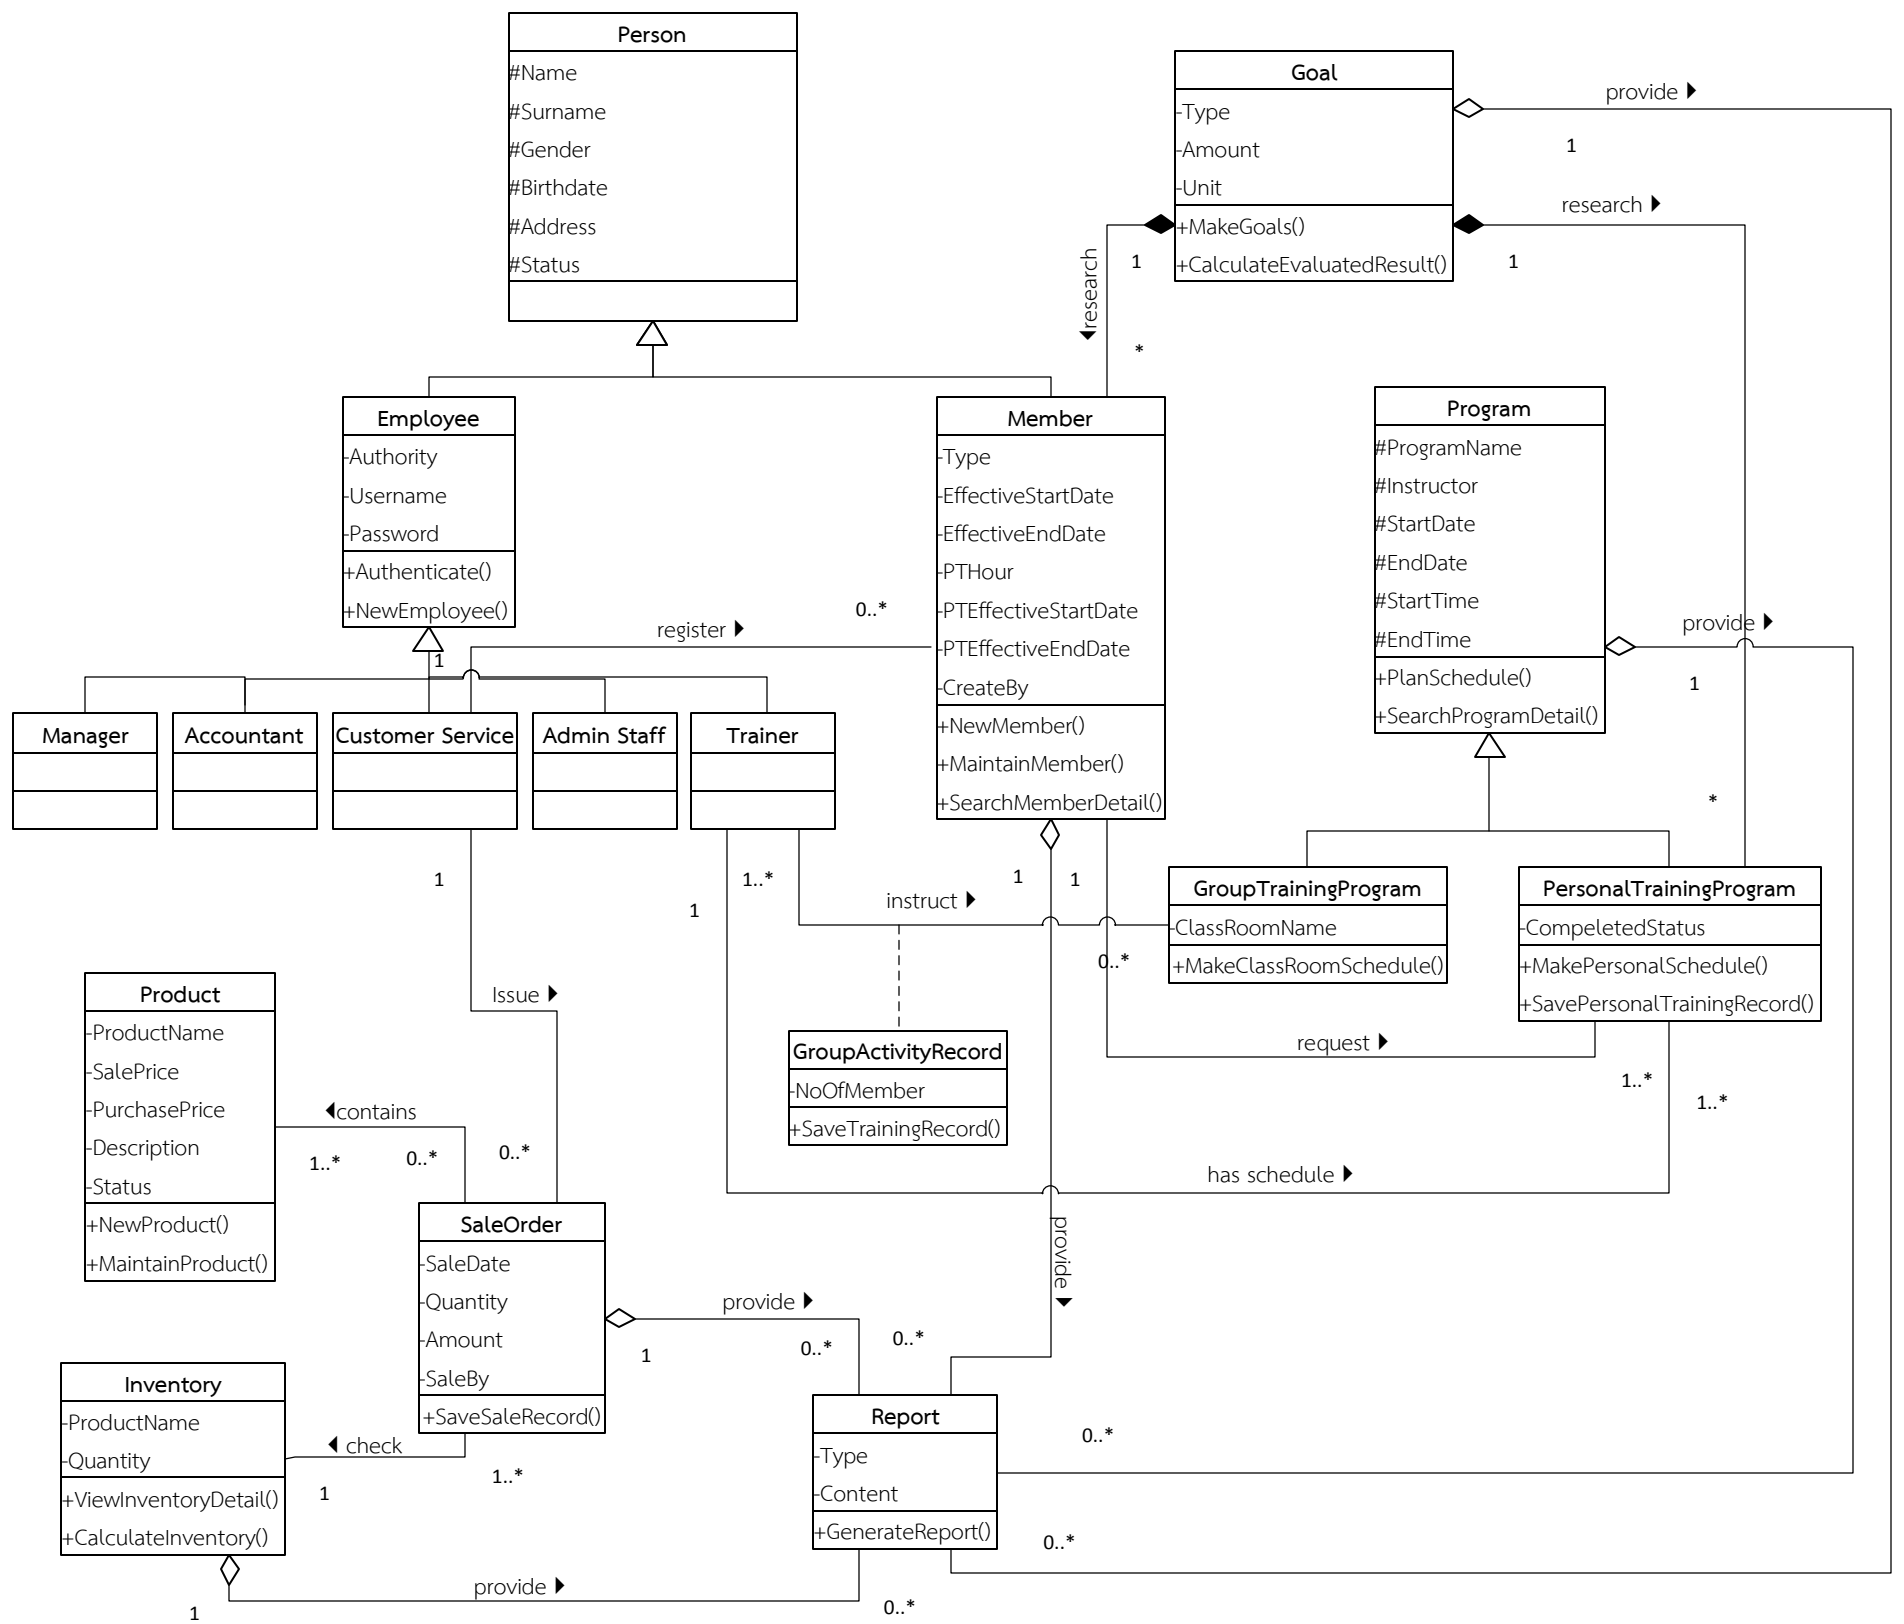 Person
#Name
#Surname
#Gender
#Birthdate
#Address
#Status
Goal
-Type
-Amount
-Unit
+MakeGoals()
+CalculateEvaluatedResult()
provide
1
research
1
research
1
*
Employee
-Authority
-Username
-Password
+Authenticate()
+NewEmployee()
1
register
0..*
Member
-Type
-EffectiveStartDate
-EffectiveEndDate
-PTHour
-PTEffectiveStartDate
-PTEffectiveEndDate
-CreateBy
+NewMember()
+MaintainMember()
+SearchMemberDetail()
Program
#ProgramName
#Instructor
#StartDate
#EndDate
#StartTime
#EndTime
+PlanSchedule()
+SearchProgramDetail()
provide
1
*
Manager
Accountant
Customer Service
Admin Staff
Trainer
1
1
1..*
instruct
1
1
0..*
GroupTrainingProgram
-ClassRoomName
+MakeClassRoomSchedule()
PersonalTrainingProgram
-CompeletedStatus
+MakePersonalSchedule()
+SavePersonalTrainingRecord()
Product
-ProductName
-SalePrice
-PurchasePrice
-Description
-Status
+NewProduct()
+MaintainProduct()
Issue
GroupActivityRecord
-NoOfMember
+SaveTrainingRecord()
request
1..*
1..*
contains
1..*
0..*
0..*
has schedule
SaleOrder
-SaleDate
-Quantity
-Amount
-SaleBy
+SaveSaleRecord()
provide
provide
1
0..*
0..*
Inventory
-ProductName
-Quantity
+ViewInventoryDetail()
+CalculateInventory()
check
1
1..*
Report
-Type
-Content
+GenerateReport()
0..*
0..*
provide
1
0..*